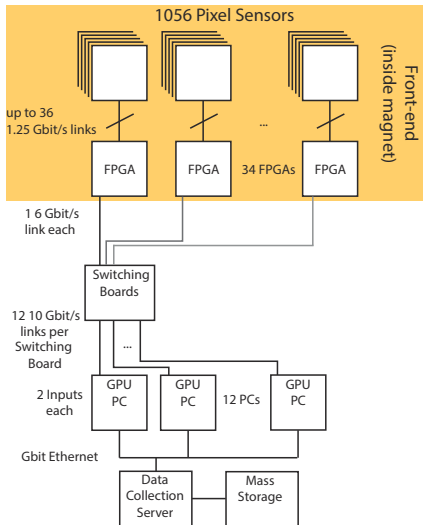 1056 Pixel Sensors
Front-end
(inside magnet)
up to 36
1.25 Gbit/s links
...
FPGA
FPGA
34 FPGAs
FPGA
1 6 Gbit/s
link each
Switching
Boards
12 10 Gbit/s
links per
Switching
Board
...
2 Inputs
each
GPU
PC
GPU
PC
12 PCs
GPU
PC
Gbit Ethernet
Data
Collection
Server
Mass
Storage